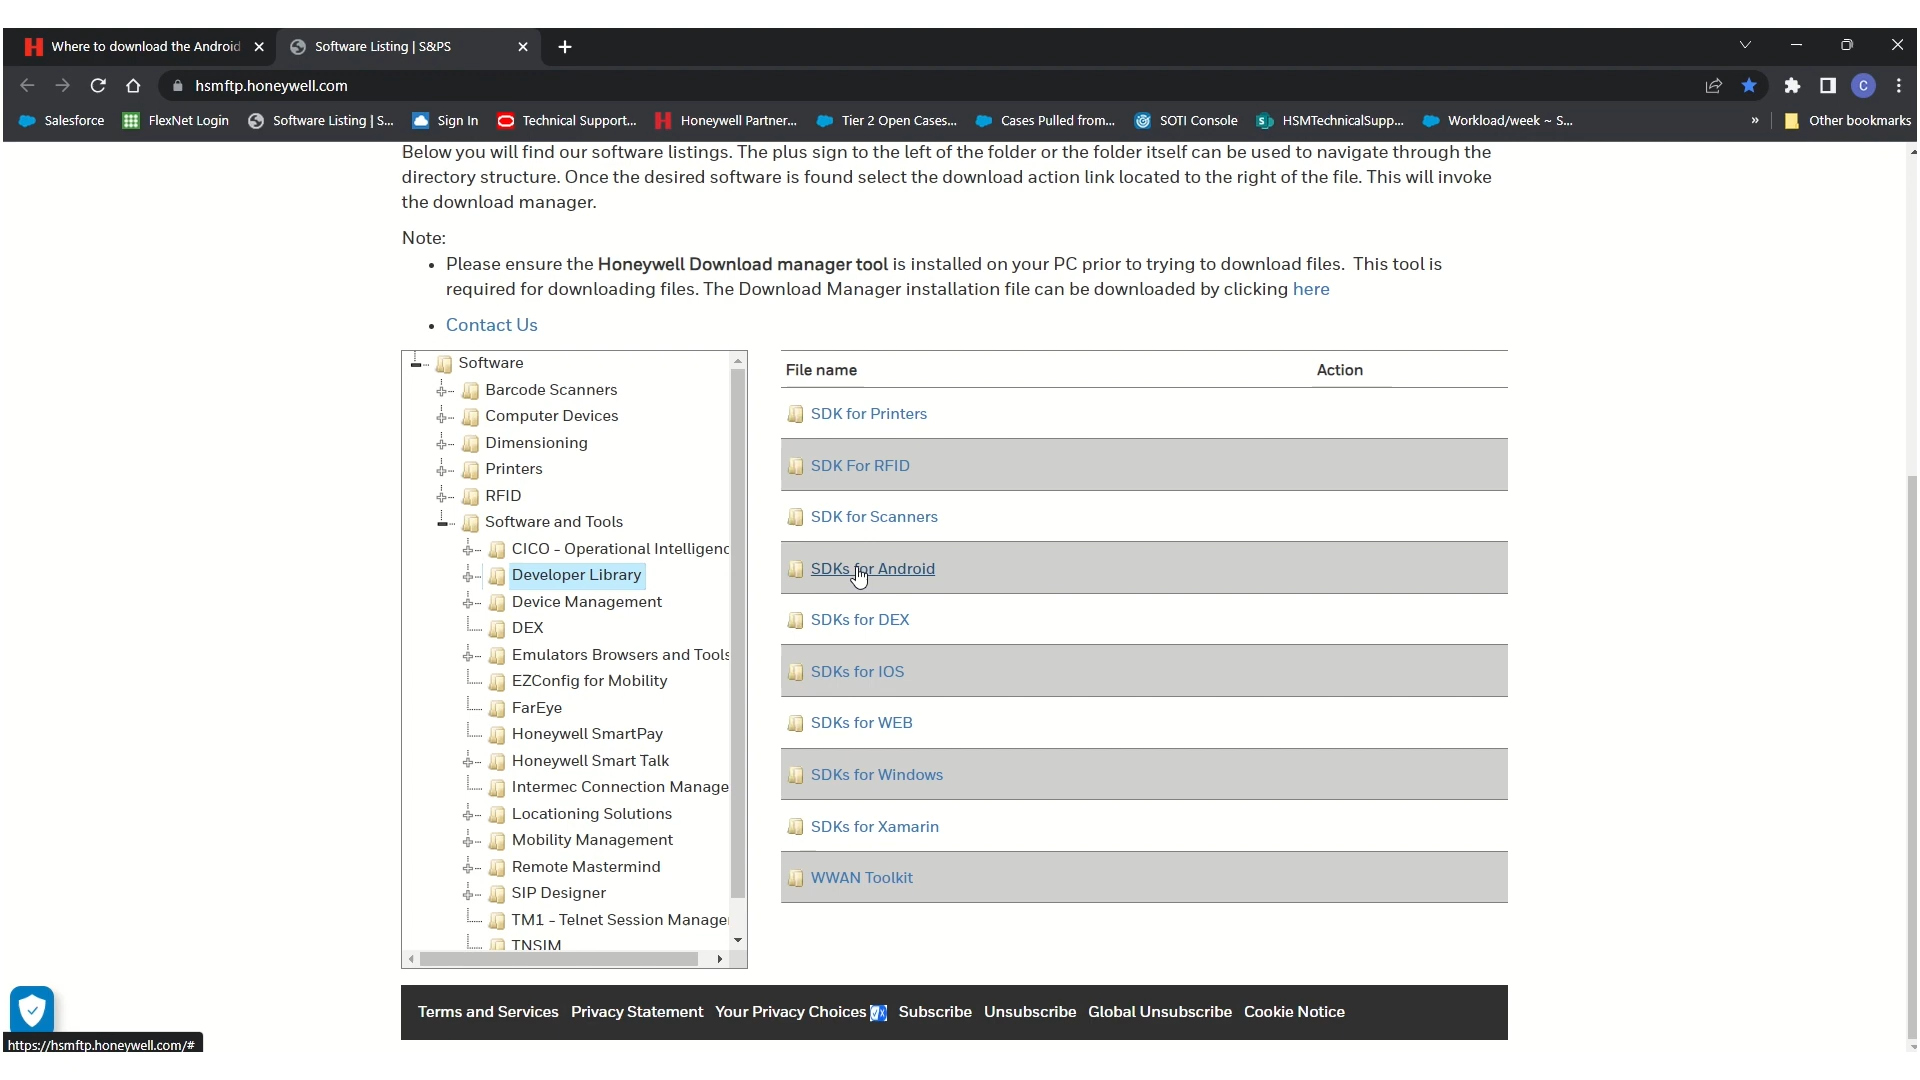 Where to download the Android
Software Listing | S&PS
hsmftp.honeywell.com
Salesforce
FlexNet Login
Software Listing | S...
Sign In
Technical Support...
Honeywell Partner...
Tier 2 Open Cases...
Cases Pulled from...
SOTI Console
HSMTechnicalSupp...
Workload/week ~ S...
»
Other bookmarks
C
Below you will find our software listings. The plus sign to the left of the folder or the folder itself can be used to navigate through the
directory structure. Once the desired software is found select the download action link located to the right of the file. This will invoke
the download manager.
Note:
• Please ensure the Honeywell Download manager tool is installed on your PC prior to trying to download files. This tool is
required for downloading files. The Download Manager installation file can be downloaded by clicking here
• Contact Us
Software
Barcode Scanners
Computer Devices
Dimensioning
Printers
RFID
Software and Tools
CICO - Operational Intelligenc
Developer Library
Device Management
DEX
Emulators Browsers and Tools
EZConfig for Mobility
FarEye
Honeywell SmartPay
Honeywell Smart Talk
Intermec Connection Manage
Locationing Solutions
Mobility Management
Remote Mastermind
SIP Designer
TM1 - Telnet Session Manager
TNSIM
File name Action
SDK for Printers
SDK For RFID
SDK for Scanners
SDKs for Android
SDKs for DEX
SDKs for IOS
SDKs for WEB
SDKs for Windows
SDKs for Xamarin
WWAN Toolkit
Terms and Services Privacy Statement Your Privacy Choices Subscribe Unsubscribe Global Unsubscribe Cookie Notice
https://hsmftp.honeywell.com/#